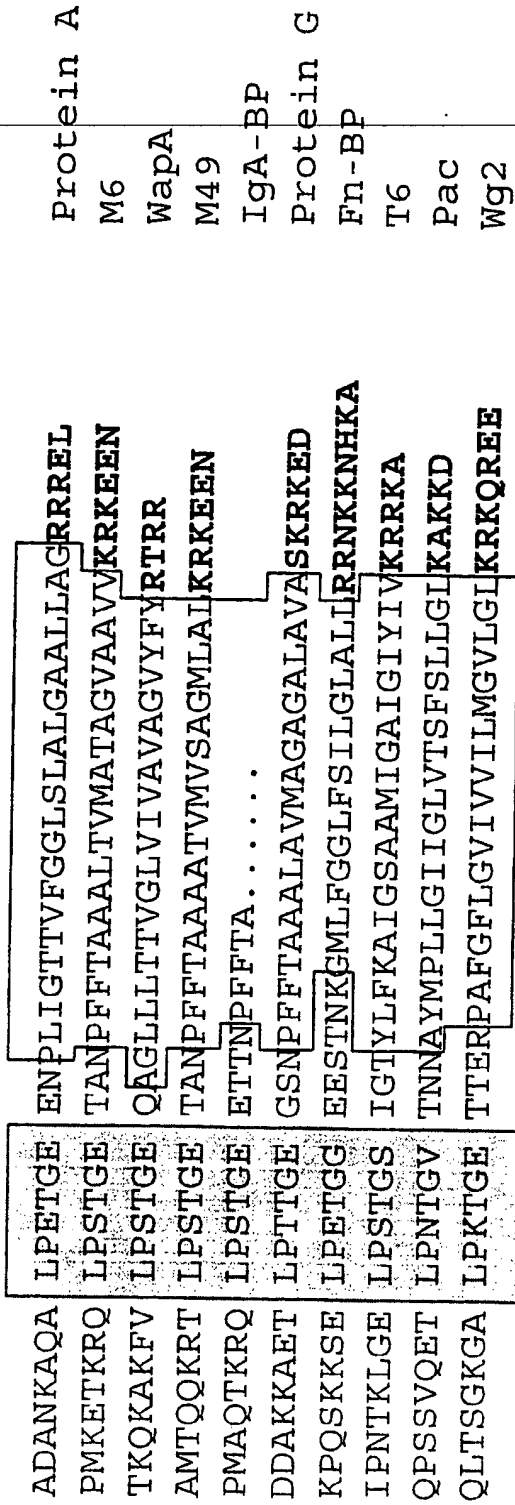 ADANKAQA LPETGE ENPLIGTTVFGGLSLALGAALLAGRRREL Protein A
PMKETKRQ LPSTGE TANPFFTAAALTVMATAGVAAVVKRKEEN M6
TKQKAKFV LPSTGE QAGLLLTTVGLVIVAVAGVYFYRTRR WapA
AMTQQKRT LPSTGE TANPFFTAAAATVMVSAGMLALKRKEEN M49
PMAQTKRQ LPSTGE ETTNPFFTA...... IgA-BP
DDAKKAET LPTTGE GSNPFFTAAALAVMAGAGALAVASKRKED Protein G
KPQSKKSE LPETGG EESTNKGMLFGGLFSILGLALLRRNKKNHKA Fn-BP
IPNTKLGE LPSTGS IGTYLFKAIGSAAMIGAIGIYIVKRRKA T6
QPSSVQET LPNTGV TNNAYMPLLGIIGLVTSFSLLGLKAKKD Pac
QLTSGKGA LPKTGE TTERPAFGFLGVIVVILMGVLGLKRKQREE Wg2